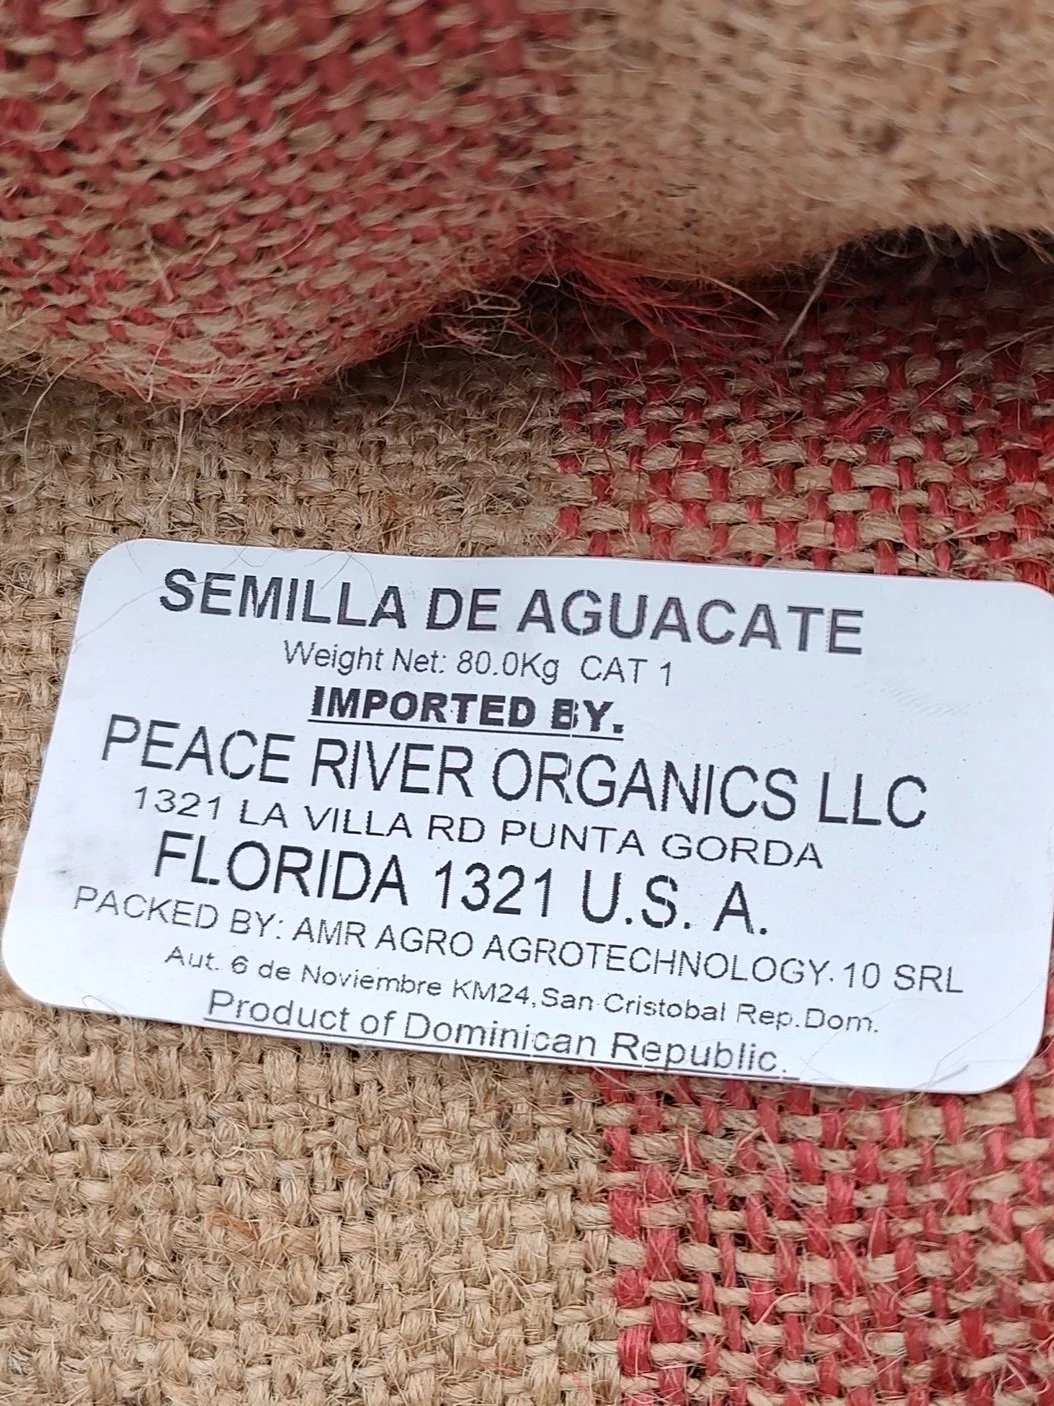 SEMILLA DE AGUACATE
Weight Net: 80.0Kg CAT 1
IMPORTED BY.
PEACE RIVER ORGANICS LLC
1321 LA VILLA RD PUNTA GORDA
FLORIDA 1321 U.S. A.
PACKED BY: AMR AGRO AGROTECHNOLOGY.10 SRL
Aut. 6 de Noviembre KM24,San Cristobal Rep.Dom.
Product of Dominican Republic.